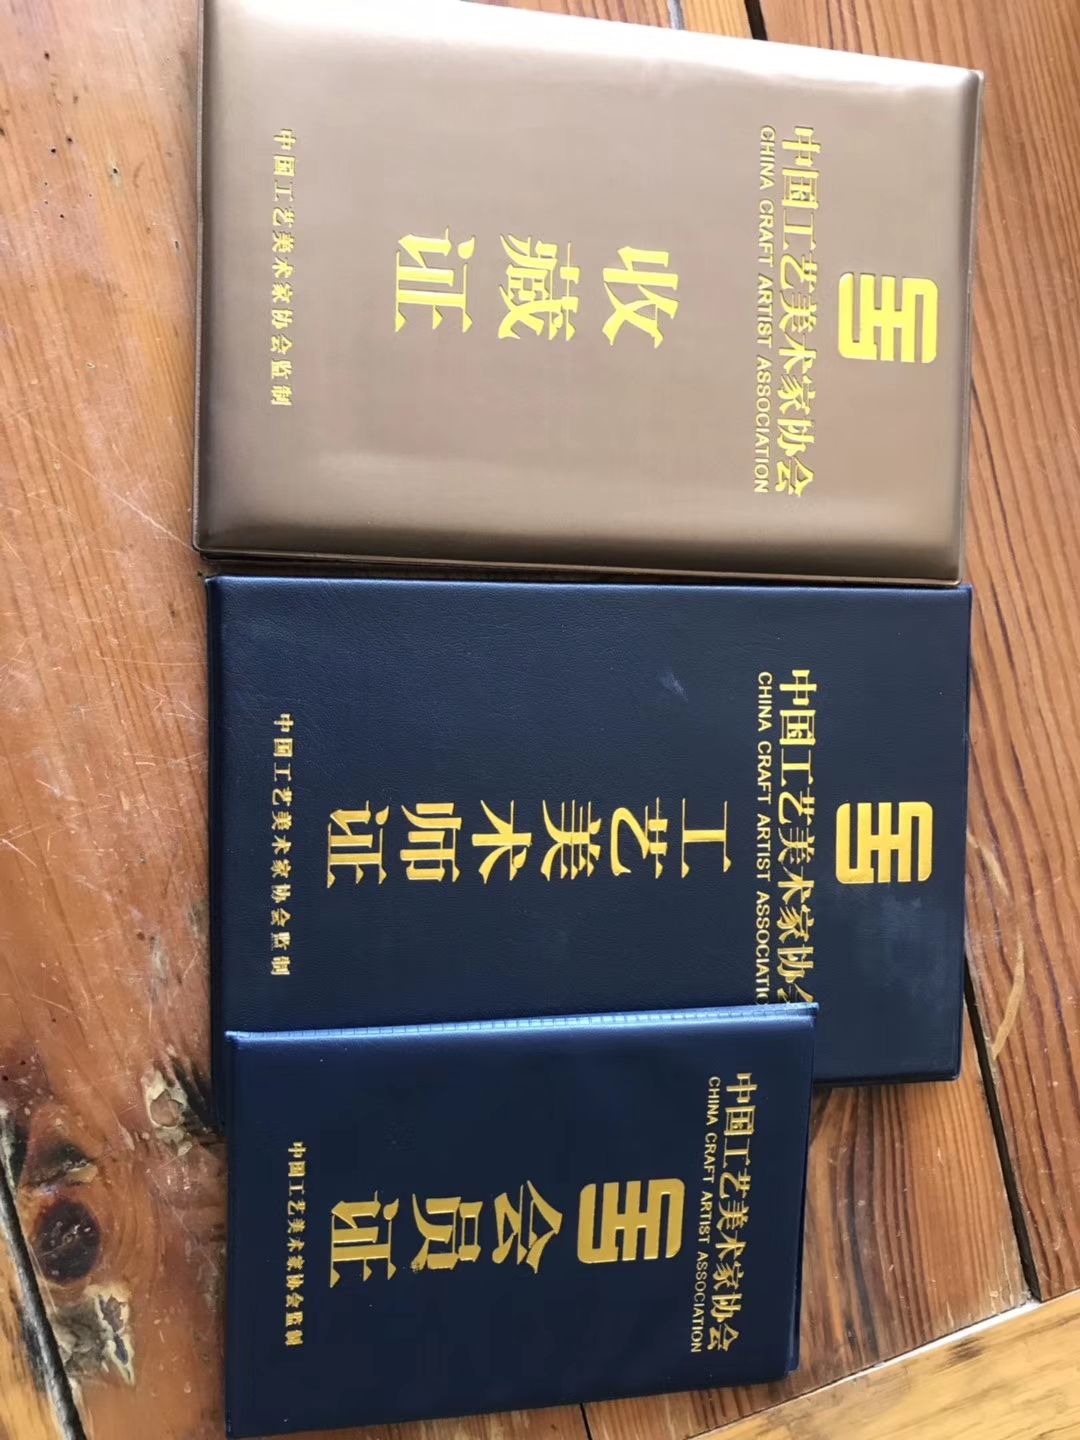 中国工艺美术家协会
CHINA CRAFT ARTIST ASSOCIATION
收藏证
中国工艺美术家协会监制
中国工艺美术家协会
CHINA CRAFT ARTIST ASSOCIATIO
工艺美术师证
中国工艺美术家协会监制
中国工艺美术家协会
CHINA CRAFT ARTIST ASSOCIATION
会员证
中国工艺美术家协会监制